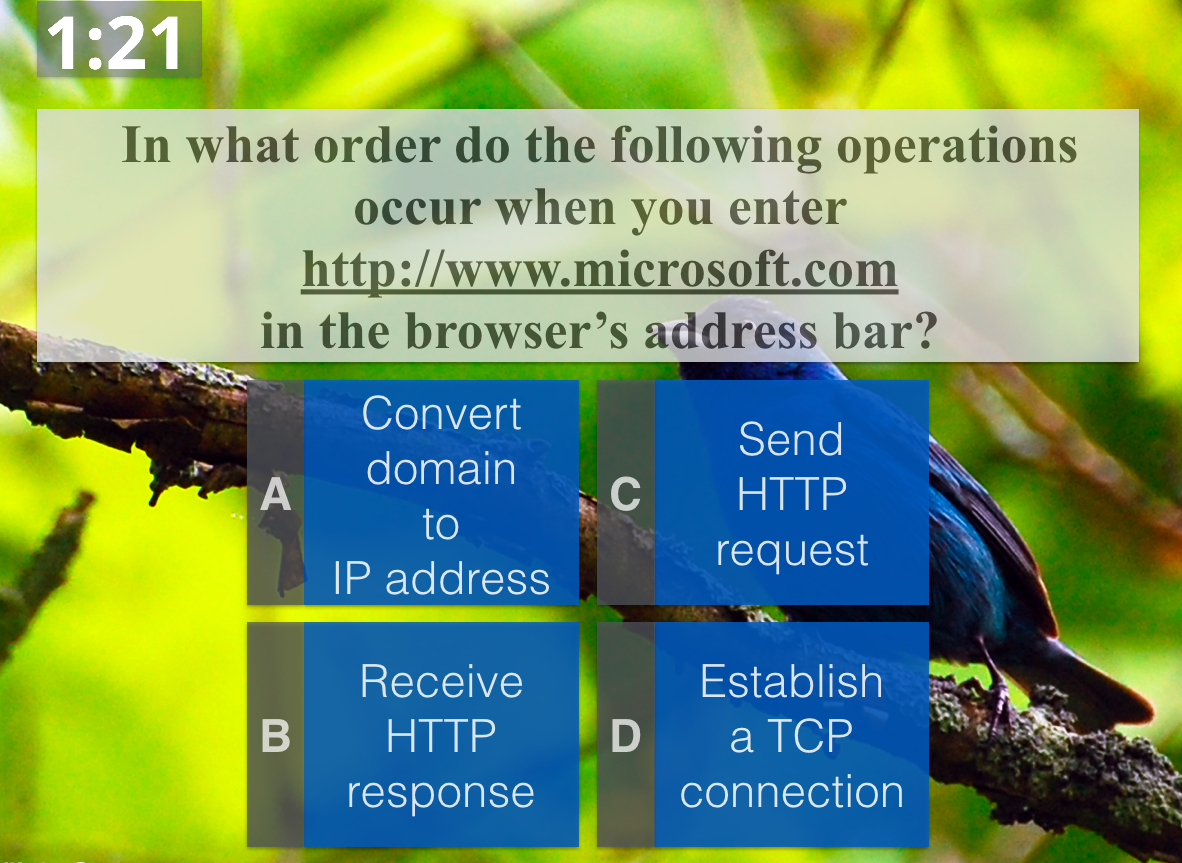 1:21
In what order do the following operations
occur when you enter
http://www.microsoft.com
in the browser’s address bar?
A
Convert
domain
to
IP address
C
Send
HTTP
request
B
Receive
HTTP
response
D
Establish
a TCP
connection